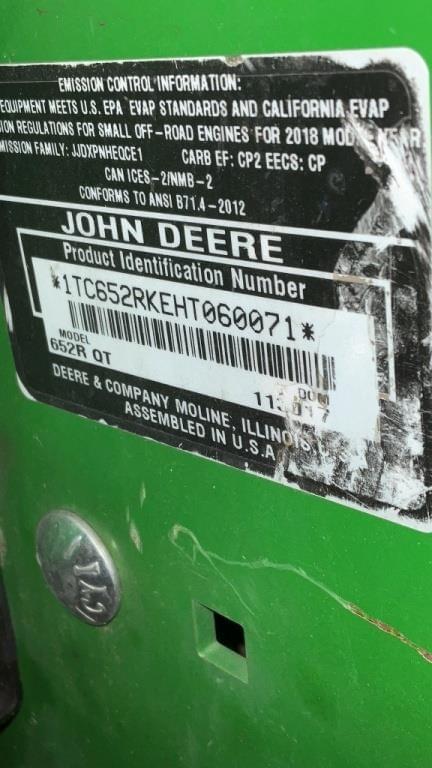 EMISSION CONTROL INFORMATION:
EQUIPMENT MEETS U.S. EPA EVAP STANDARDS AND CALIFORNIA EVAP
REGULATIONS FOR SMALL OFF-ROAD ENGINES FOR 2018 MODEL YEAR
FAMILY: JJDXPNHEQCE1 CARB EF: CP2 EECS: CP
CAN ICES-2/NMB-2
CONFORMS TO ANSI B71.4-2012
JOHN DEERE
Product Identification Number
*1TC652RKEHT060071*
MODEL
652R QT
DOM
DEERE & COMPANY MOLINE, ILLINOIS
ASSEMBLED IN U.S.A